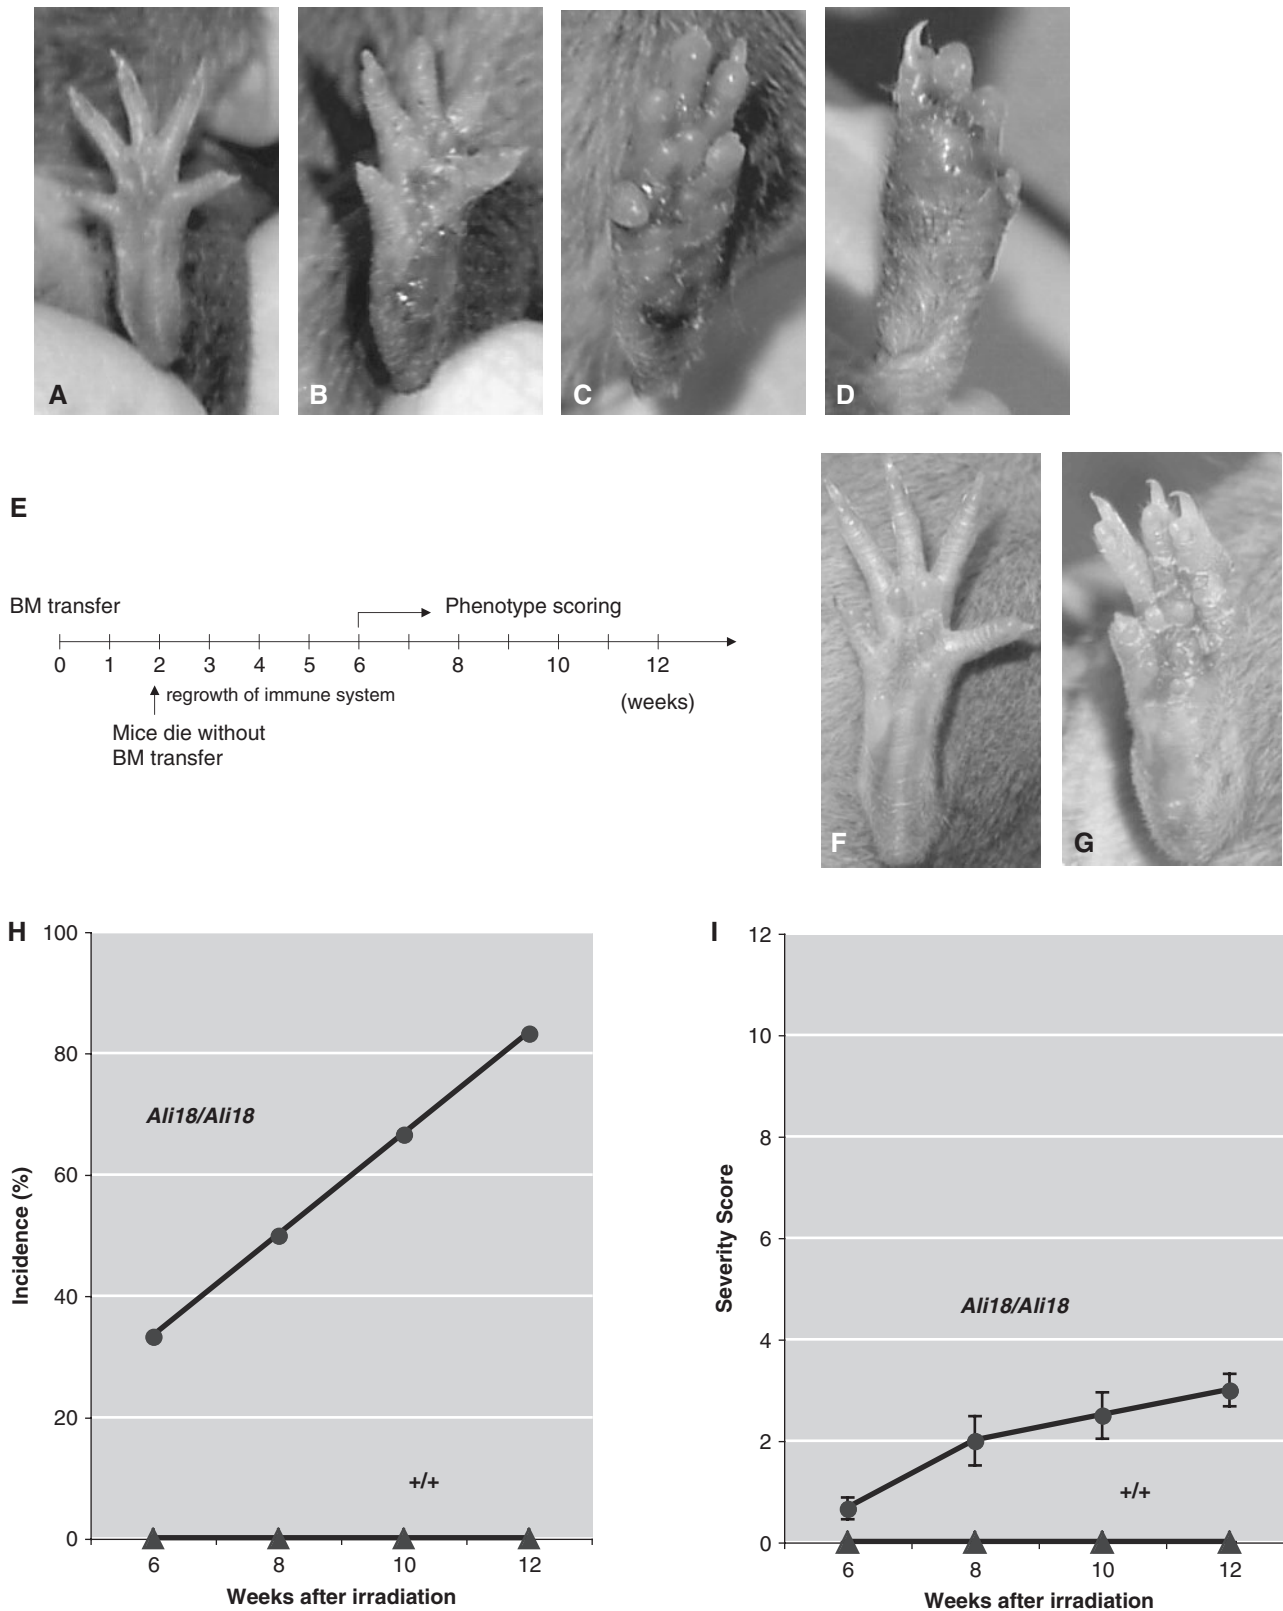 A
B
C
D
E
BM transfer
Phenotype scoring
0 1 2 3 4 5 6 8 10 12
regrowth of immune system
(weeks)
Mice die without
BM transfer
F
G
H
100
80
60
40
20
0
Incidence (%)
Ali18/Ali18
+/+
6 8 10 12
Weeks after irradiation
I
12
10
8
6
4
2
0
Severity Score
Ali18/Ali18
+/+
6 8 10 12
Weeks after irradiation